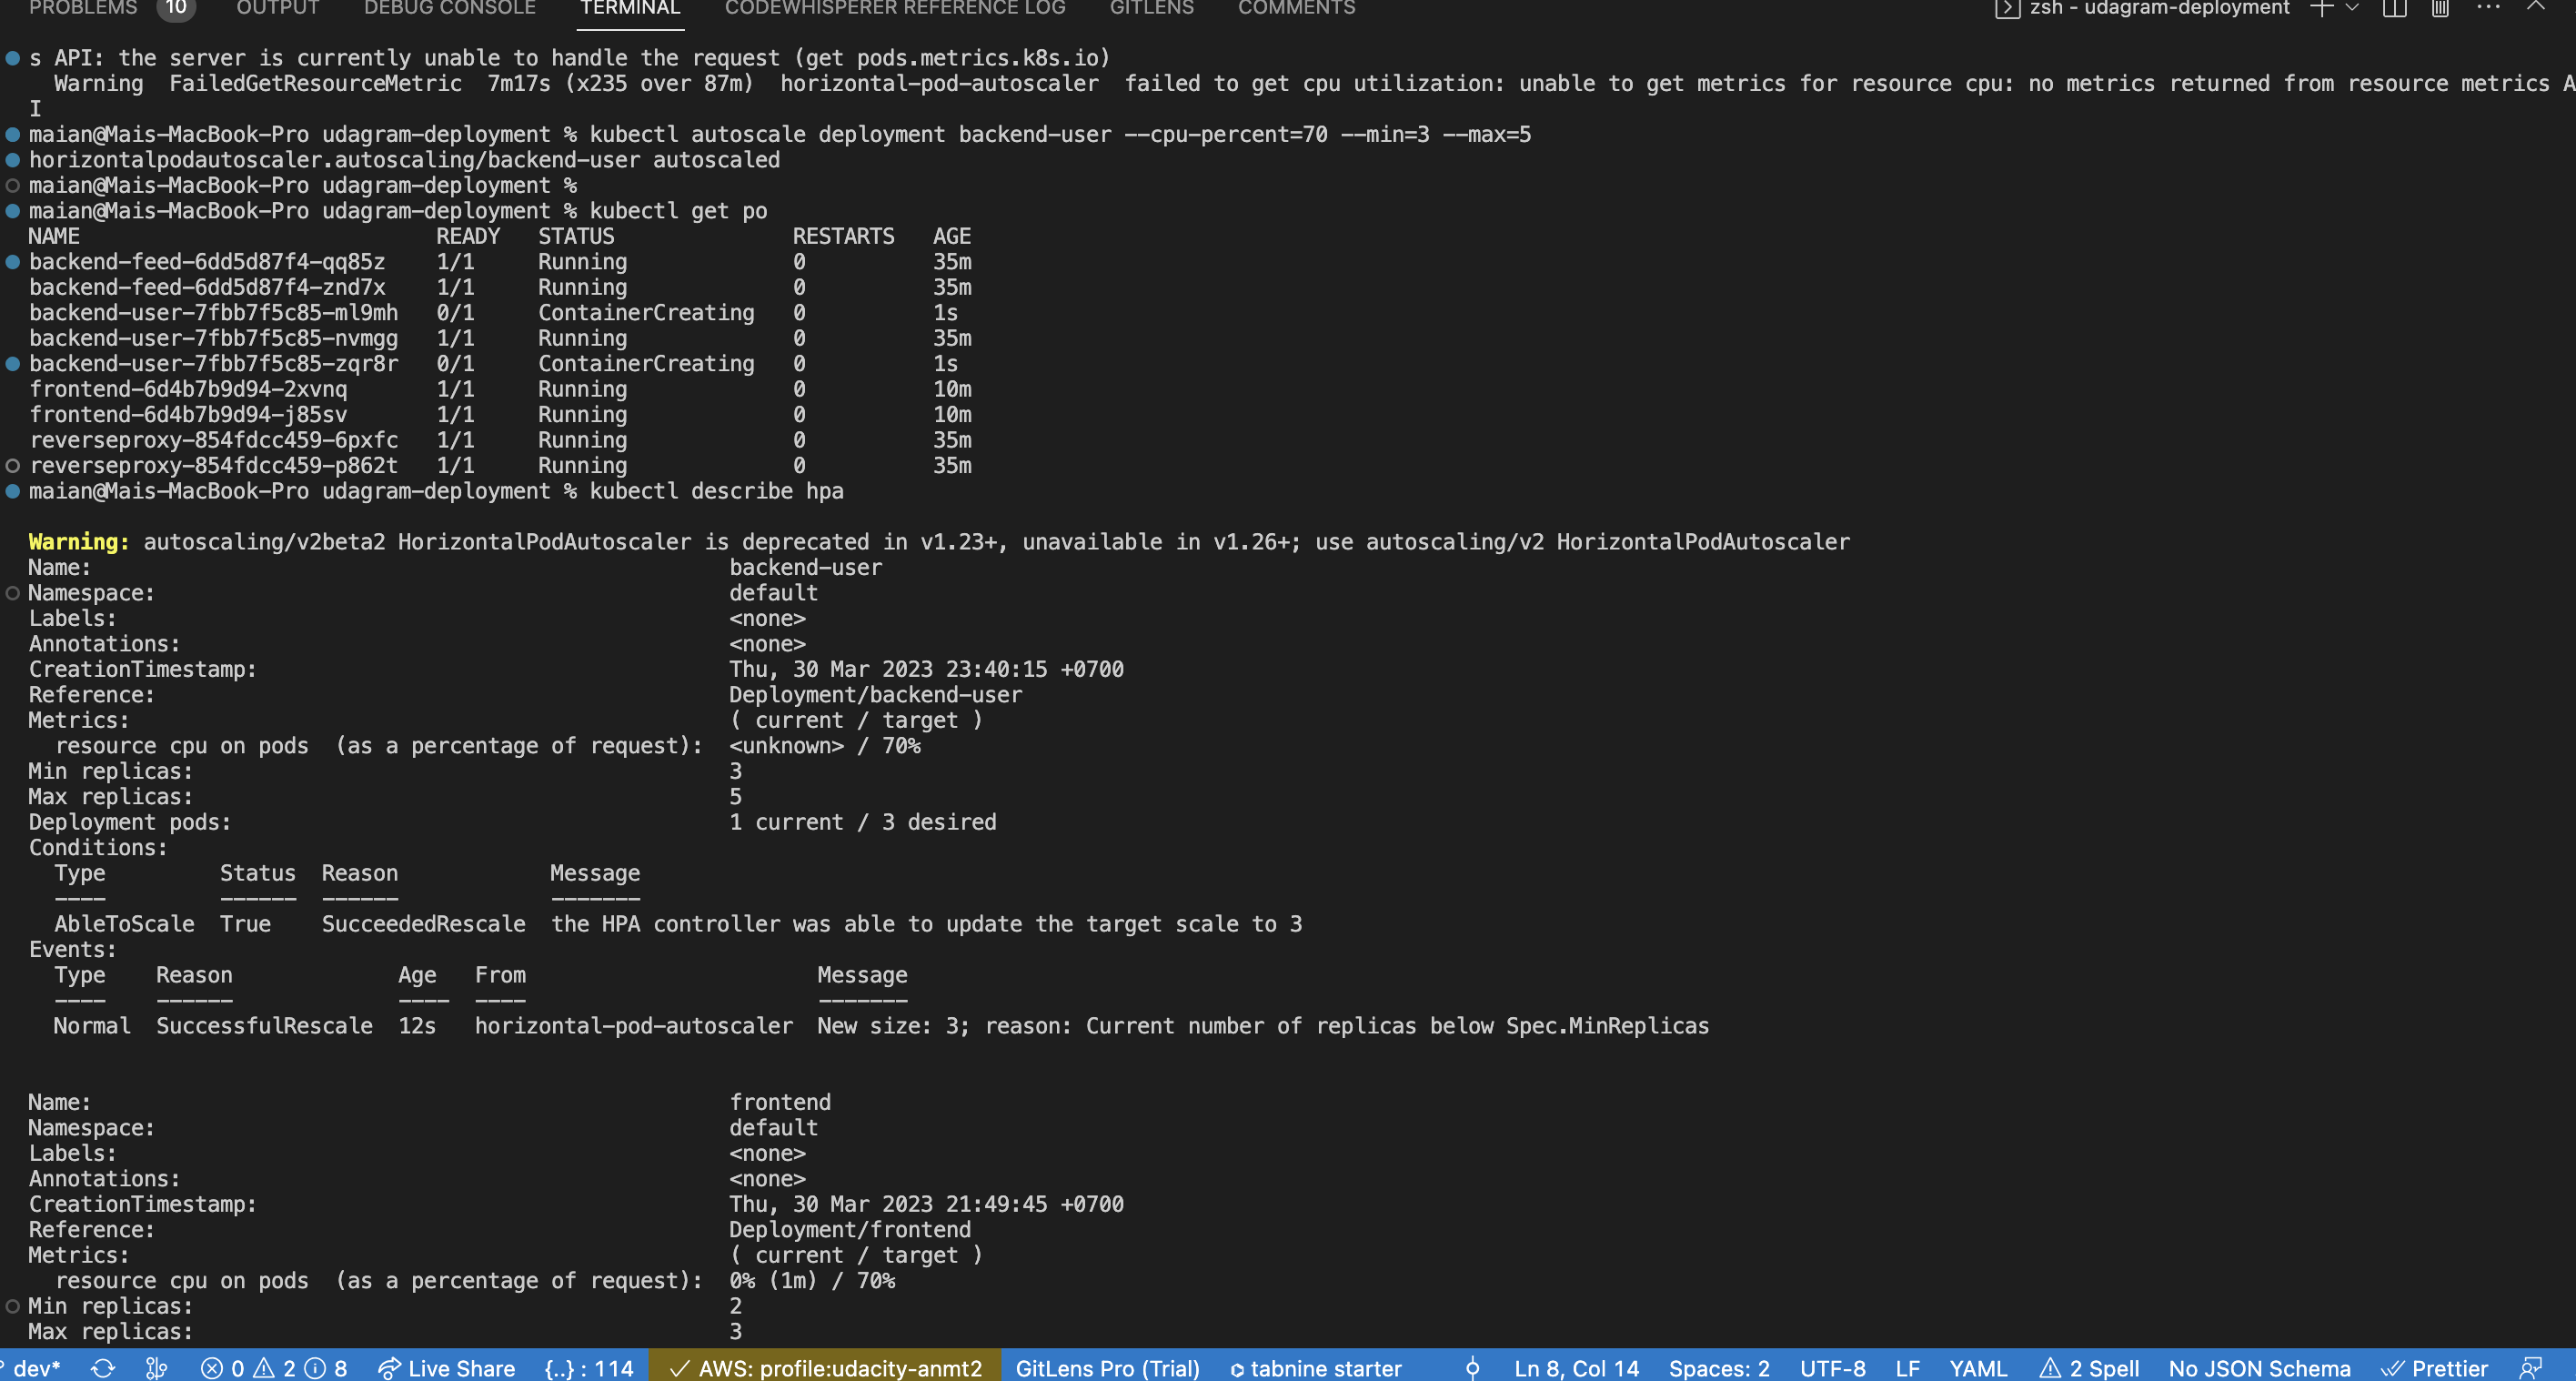 PROBLEMS 10 OUTPUT DEBUG CONSOLE TERMINAL CODEWHISPERER REFERENCE LOG GITLENS COMMENTS zsh - udagram-deployment
s API: the server is currently unable to handle the request (get pods.metrics.k8s.io)
Warning FailedGetResourceMetric 7m17s (x235 over 87m) horizontal-pod-autoscaler failed to get cpu utilization: unable to get metrics for resource cpu: no metrics returned from resource metrics A
I
maian@Mais-MacBook-Pro udagram-deployment % kubectl autoscale deployment backend-user --cpu-percent=70 --min=3 --max=5
horizontalpodautoscaler.autoscaling/backend-user autoscaled
maian@Mais-MacBook-Pro udagram-deployment %
maian@Mais-MacBook-Pro udagram-deployment % kubectl get po
NAME READY STATUS RESTARTS AGE
backend-feed-6dd5d87f4-qq85z 1/1 Running 0 35m
backend-feed-6dd5d87f4-znd7x 1/1 Running 0 35m
backend-user-7fbb7f5c85-ml9mh 0/1 ContainerCreating 0 1s
backend-user-7fbb7f5c85-nvmgg 1/1 Running 0 35m
backend-user-7fbb7f5c85-zqr8r 0/1 ContainerCreating 0 1s
frontend-6d4b7b9d94-2xvnq 1/1 Running 0 10m
frontend-6d4b7b9d94-j85sv 1/1 Running 0 10m
reverseproxy-854fdcc459-6pxfc 1/1 Running 0 35m
reverseproxy-854fdcc459-p862t 1/1 Running 0 35m
maian@Mais-MacBook-Pro udagram-deployment % kubectl describe hpa
Warning: autoscaling/v2beta2 HorizontalPodAutoscaler is deprecated in v1.23+, unavailable in v1.26+; use autoscaling/v2 HorizontalPodAutoscaler
Name: backend-user
Namespace: default
Labels: <none>
Annotations: <none>
CreationTimestamp: Thu, 30 Mar 2023 23:40:15 +0700
Reference: Deployment/backend-user
Metrics: ( current / target )
resource cpu on pods (as a percentage of request): <unknown> / 70%
Min replicas: 3
Max replicas: 5
Deployment pods: 1 current / 3 desired
Conditions:
Type Status Reason Message
---- ------ ------ -------
AbleToScale True SucceededRescale the HPA controller was able to update the target scale to 3
Events:
Type Reason Age From Message
---- ------ ---- ---- -------
Normal SuccessfulRescale 12s horizontal-pod-autoscaler New size: 3; reason: Current number of replicas below Spec.MinReplicas
Name: frontend
Namespace: default
Labels: <none>
Annotations: <none>
CreationTimestamp: Thu, 30 Mar 2023 21:49:45 +0700
Reference: Deployment/frontend
Metrics: ( current / target )
resource cpu on pods (as a percentage of request): 0% (1m) / 70%
Min replicas: 2
Max replicas: 3
dev* 0 2 8 Live Share {..} : 114 AWS: profile:udacity-anmt2 GitLens Pro (Trial) tabnine starter Ln 8, Col 14 Spaces: 2 UTF-8 LF YAML 2 Spell No JSON Schema Prettier